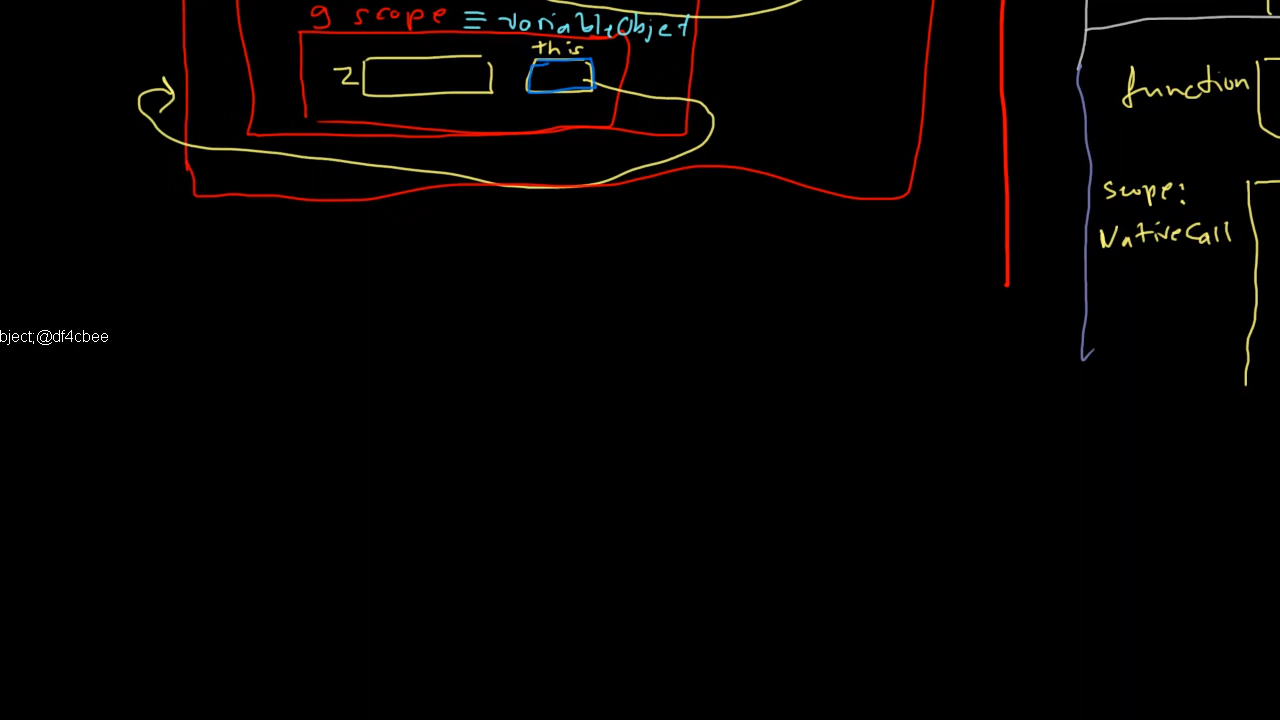 g scope ≡ variableObject
this
z
function
scope:
NativeCall
bject;@df4cbee